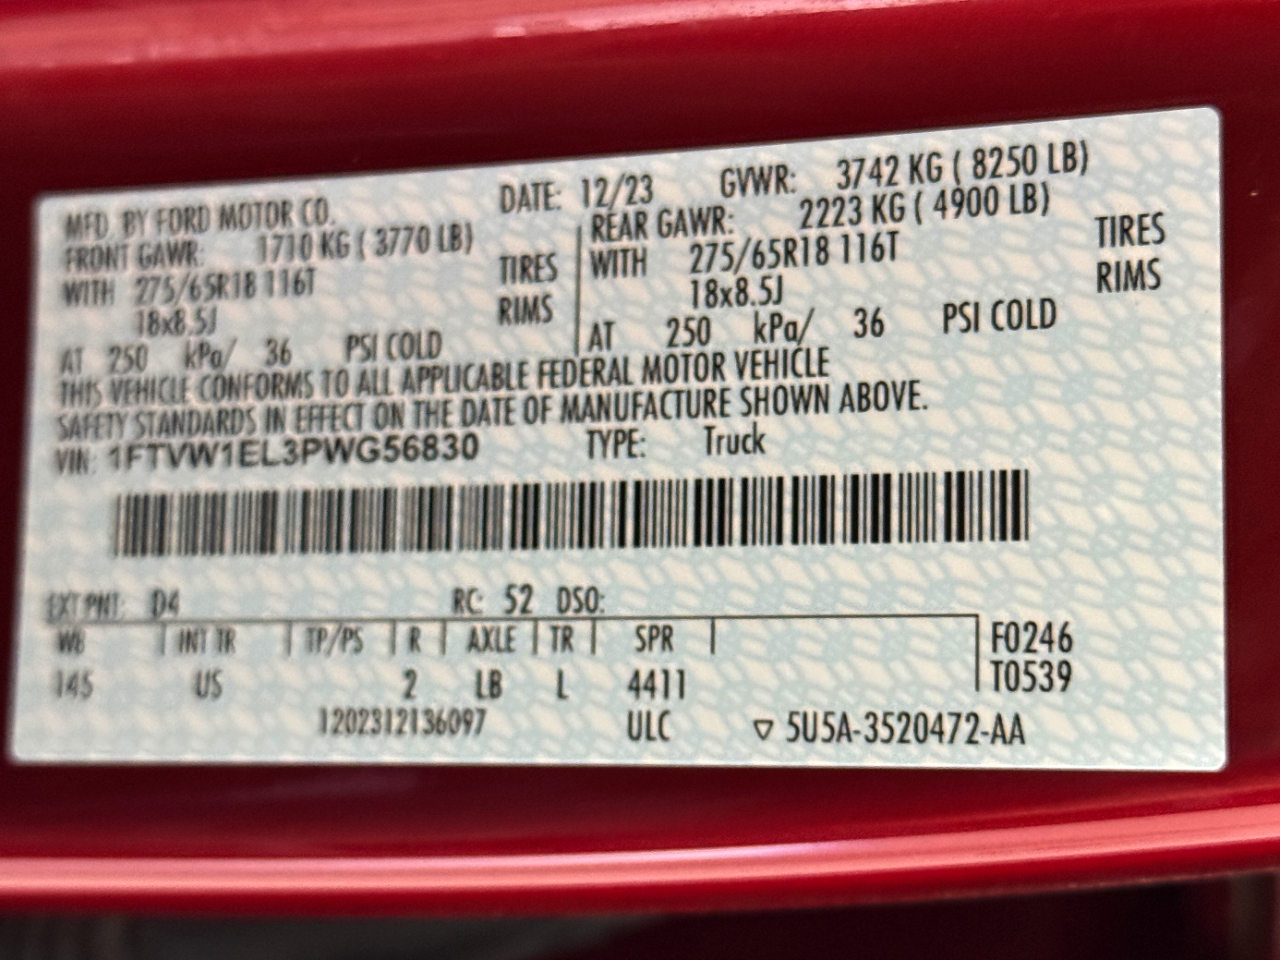 MFD. BY FORD MOTOR CO. DATE: 12/23 GVWR: 3742 KG ( 8250 LB)
FRONT GAWR: 1710 KG ( 3770 LB) REAR GAWR: 2223 KG ( 4900 LB)
WITH 275/65R18 116T TIRES WITH 275/65R18 116T TIRES
18x8.5J RIMS 18x8.5J RIMS
AT 250 kPa/ 36 PSI COLD AT 250 kPa/ 36 PSI COLD
THIS VEHICLE CONFORMS TO ALL APPLICABLE FEDERAL MOTOR VEHICLE
SAFETY STANDARDS IN EFFECT ON THE DATE OF MANUFACTURE SHOWN ABOVE.
VIN: 1FTVW1EL3PWG56830 TYPE: Truck
EXT PNT: D4 RC: 52 DSO:
WB INT TR TP/PS R AXLE TR SPR F0246
145 US 2 LB L 4411 T0539
1202312136097 ULC ▽ 5U5A-3520472-AA